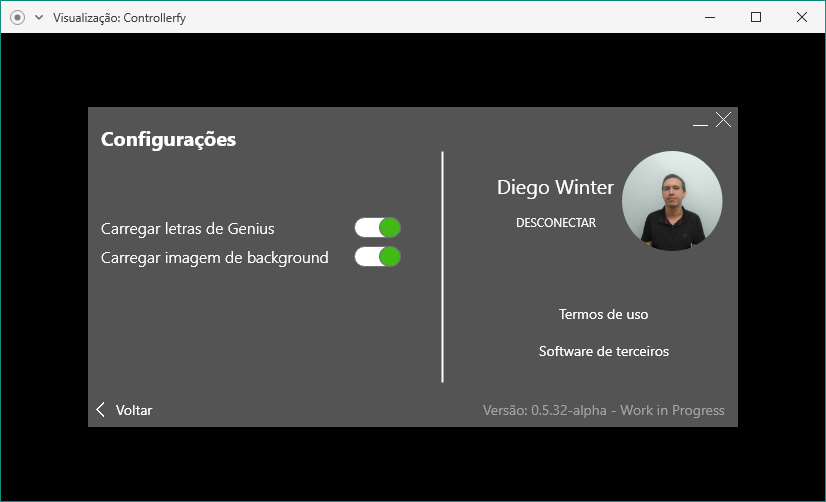 Visualização: Controllerfy
Configurações
Carregar letras de Genius
Carregar imagem de background
Diego Winter
DESCONECTAR
Termos de uso
Software de terceiros
Voltar
Versão: 0.5.32-alpha - Work in Progress